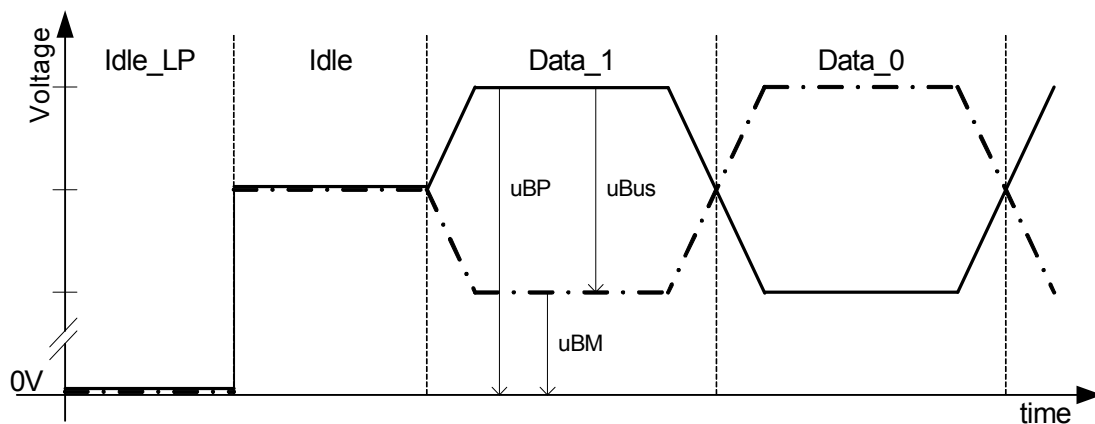 Voltage
Idle_LP
Idle
Data_1
Data_0
uBP
uBus
uBM
0V
time